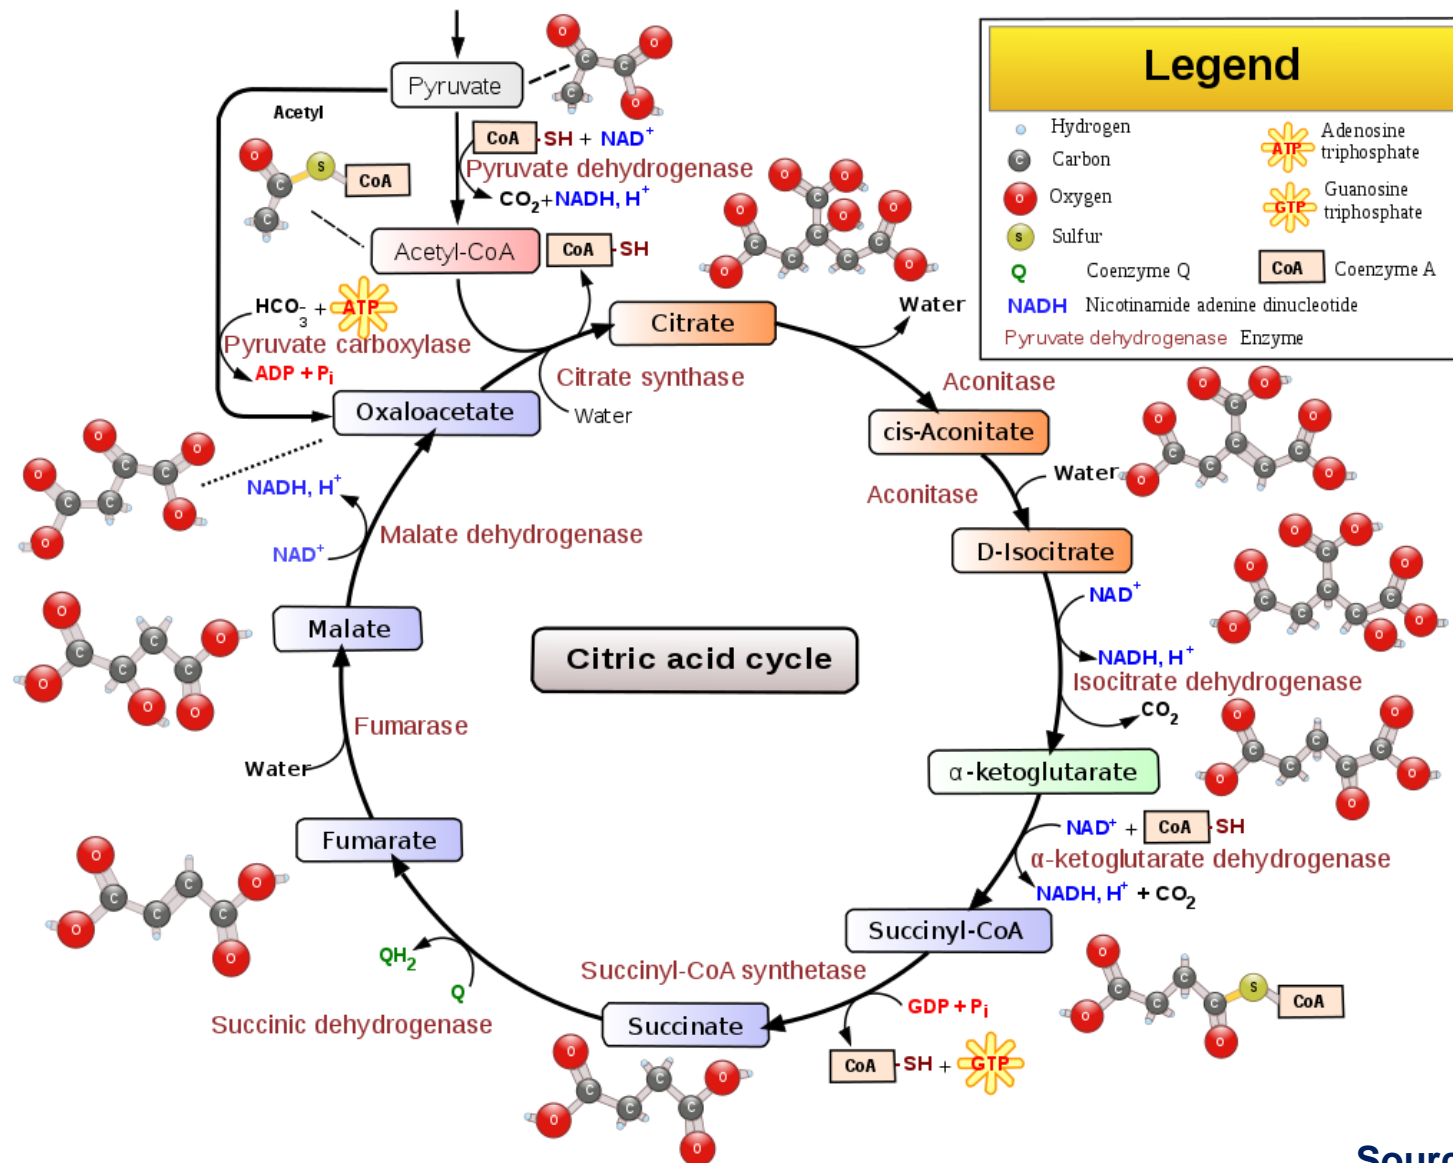 Pyruvate
Acetyl
CoA -SH + NAD+
Pyruvate dehydrogenase
CO2+NADH, H+
S CoA
Acetyl-CoA
CoA -SH
HCO3- + ATP
Pyruvate carboxylase
ADP + Pi
Citrate
Water
Citrate synthase
Water
Oxaloacetate
Aconitase
cis-Aconitate
Water
Aconitase
D-Isocitrate
NAD+
NADH, H+
Isocitrate dehydrogenase
CO2
α-ketoglutarate
NAD+ + CoA -SH
α-ketoglutarate dehydrogenase
NADH, H+ + CO2
Succinyl-CoA
S CoA
Succinyl-CoA synthetase
GDP + Pi
CoA -SH + GTP
Succinate
QH2
Q
Succinic dehydrogenase
Fumarate
Water
Fumarase
Malate
NADH, H+
NAD+
Malate dehydrogenase
Citric acid cycle
Legend
Hydrogen
C Carbon
O Oxygen
S Sulfur
Q Coenzyme Q
NADH Nicotinamide adenine dinucleotide
Pyruvate dehydrogenase Enzyme
ATP Adenosine
triphosphate
GTP Guanosine
triphosphate
CoA Coenzyme A